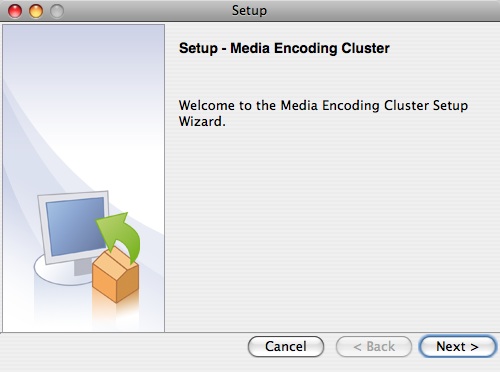 Setup
Setup - Media Encoding Cluster
Welcome to the Media Encoding Cluster Setup
Wizard.
Cancel
< Back
Next >